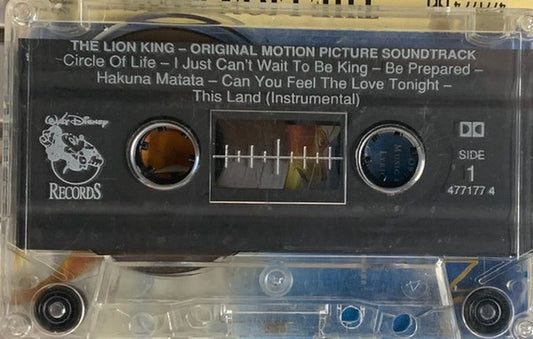 THE LION KING – ORIGINAL MOTION PICTURE SOUNDTRACK
Circle Of Life – I Just Can't Wait To Be King – Be Prepared –
Hakuna Matata – Can You Feel The Love Tonight –
This Land (Instrumental)
WALT DISNEY
RECORDS
SIDE
1
477177 4